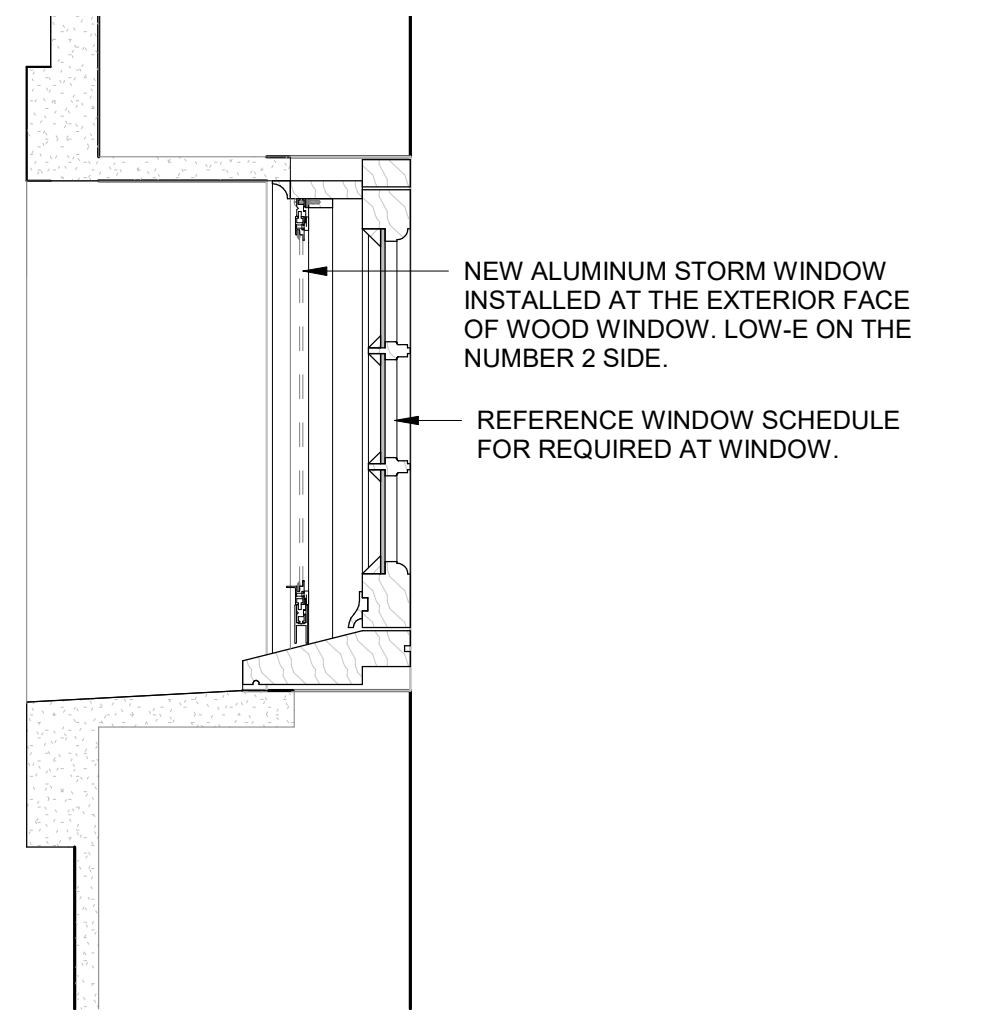 NEW ALUMINUM STORM WINDOW
INSTALLED AT THE EXTERIOR FACE
OF WOOD WINDOW. LOW-E ON THE
NUMBER 2 SIDE.
REFERENCE WINDOW SCHEDULE
FOR REQUIRED AT WINDOW.